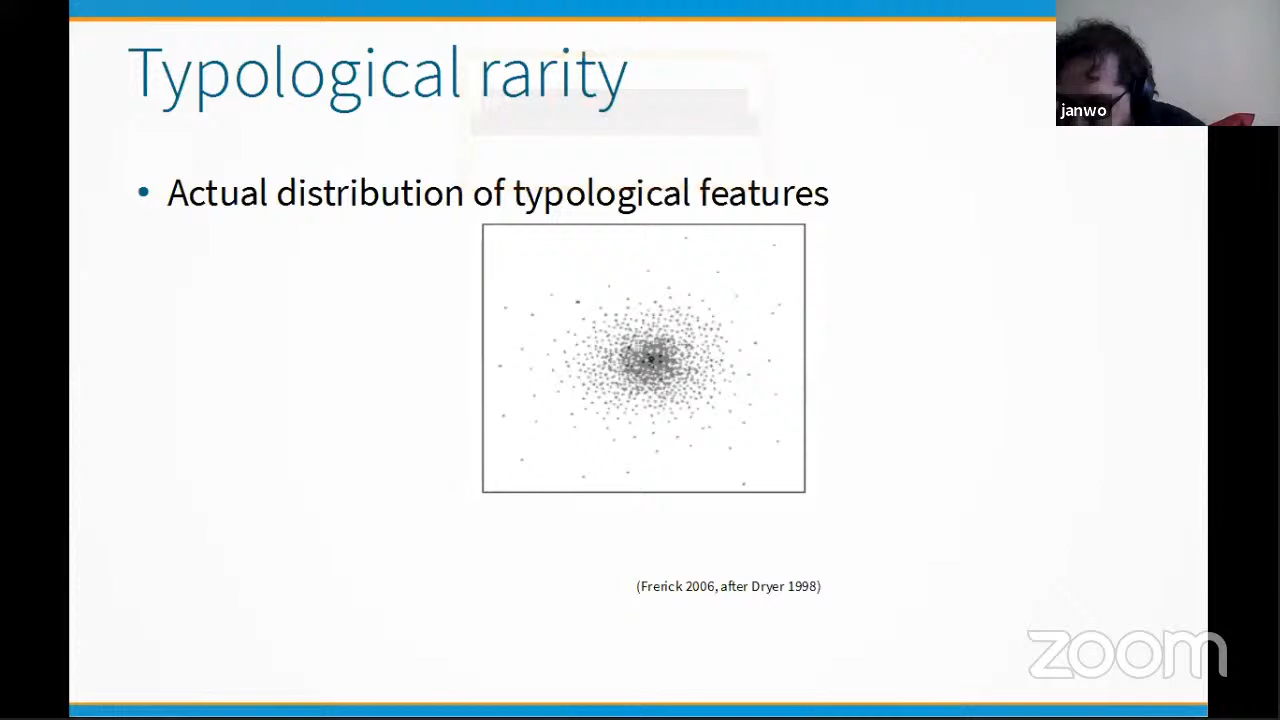 Typological rarity
janwo
• Actual distribution of typological features
(Frerick 2006, after Dryer 1998)
zoom